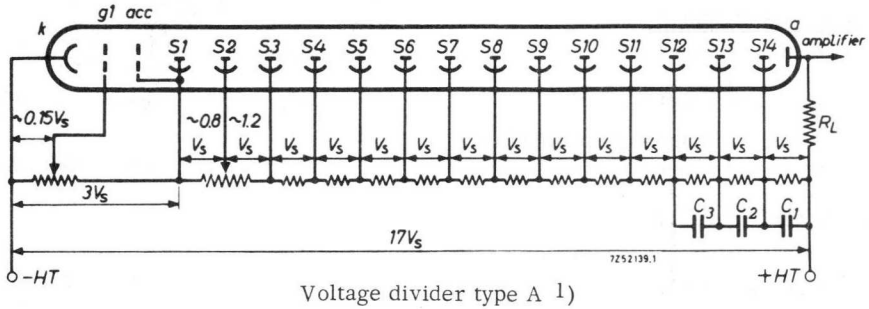 g1 acc
k
S1 S2 S3 S4 S5 S6 S7 S8 S9 S10 S11 S12 S13 S14
a
amplifier
~0.15Vs
~0.8 ~1.2
Vs Vs Vs Vs Vs Vs Vs Vs Vs Vs Vs Vs Vs Vs
RL
3Vs
C3 C2 C1
17Vs
7Z52139.1
-HT
+HT
Voltage divider type A 1)